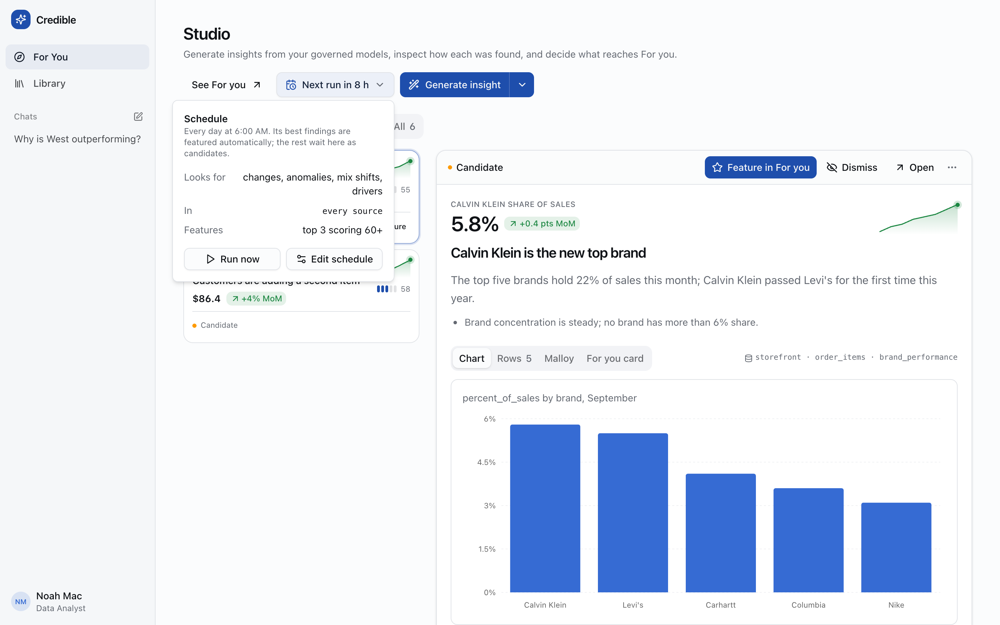 Credible
For You
Library
Chats
Why is West outperforming?
Noah Mac
NM
Data Analyst
Studio
Generate insights from your governed models, inspect how each was found, and decide what reaches For you.
See For you
Next run in 8 h
Generate insight
Schedule
Every day at 6:00 AM. Its best findings are
featured automatically; the rest wait here as
candidates.
Looks for changes, anomalies, mix shifts,
drivers
In every source
Features top 3 scoring 60+
Run now
Edit schedule
All 6
55
Customers are adding a second item
58
$86.4 +4% MoM
Candidate
Candidate
Feature in For you
Dismiss
Open
CALVIN KLEIN SHARE OF SALES
5.8% +0.4 pts MoM
Calvin Klein is the new top brand
The top five brands hold 22% of sales this month; Calvin Klein passed Levi's for the first time this
year.
• Brand concentration is steady; no brand has more than 6% share.
Chart Rows 5 Malloy For you card
storefront · order_items · brand_performance
percent_of_sales by brand, September
6%
4.5%
3%
1.5%
0%
Calvin Klein Levi's Carhartt Columbia Nike